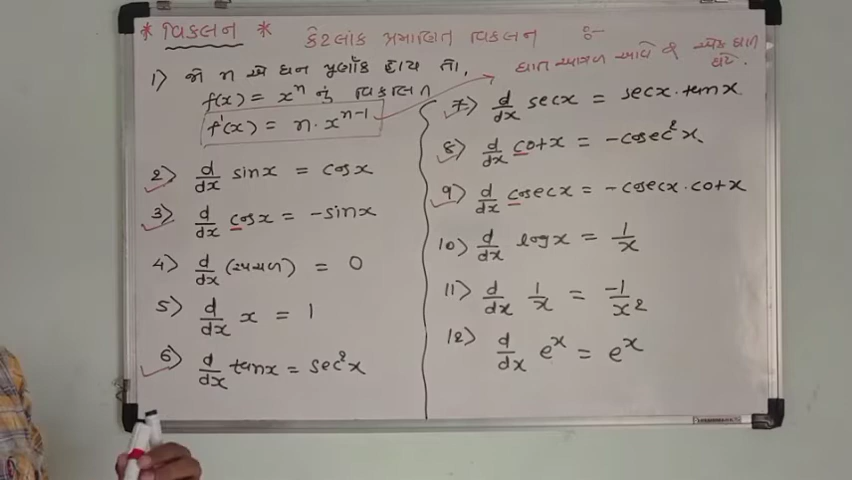 * વિકલન * કેટલાંક પ્રમાણિત વિકલન :-
1) જો n એ ધન પૂર્ણાંક હોય તો,
f(x) = xⁿ નું વિકલિત
f'(x) = n · xⁿ⁻¹
ઘાત આગળ આવે ને એક ઘાત ઘટે.
2) d/dx sinx = cosx
3) d/dx cosx = -sinx
4) d/dx (અચળ) = 0
5) d/dx x = 1
6) d/dx tanx = sec²x
7) d/dx secx = secx·tanx
8) d/dx cotx = -cosec²x
9) d/dx cosecx = -cosecx·cotx
10) d/dx logx = 1/x
11) d/dx 1/x = -1/x²
12) d/dx eˣ = eˣ